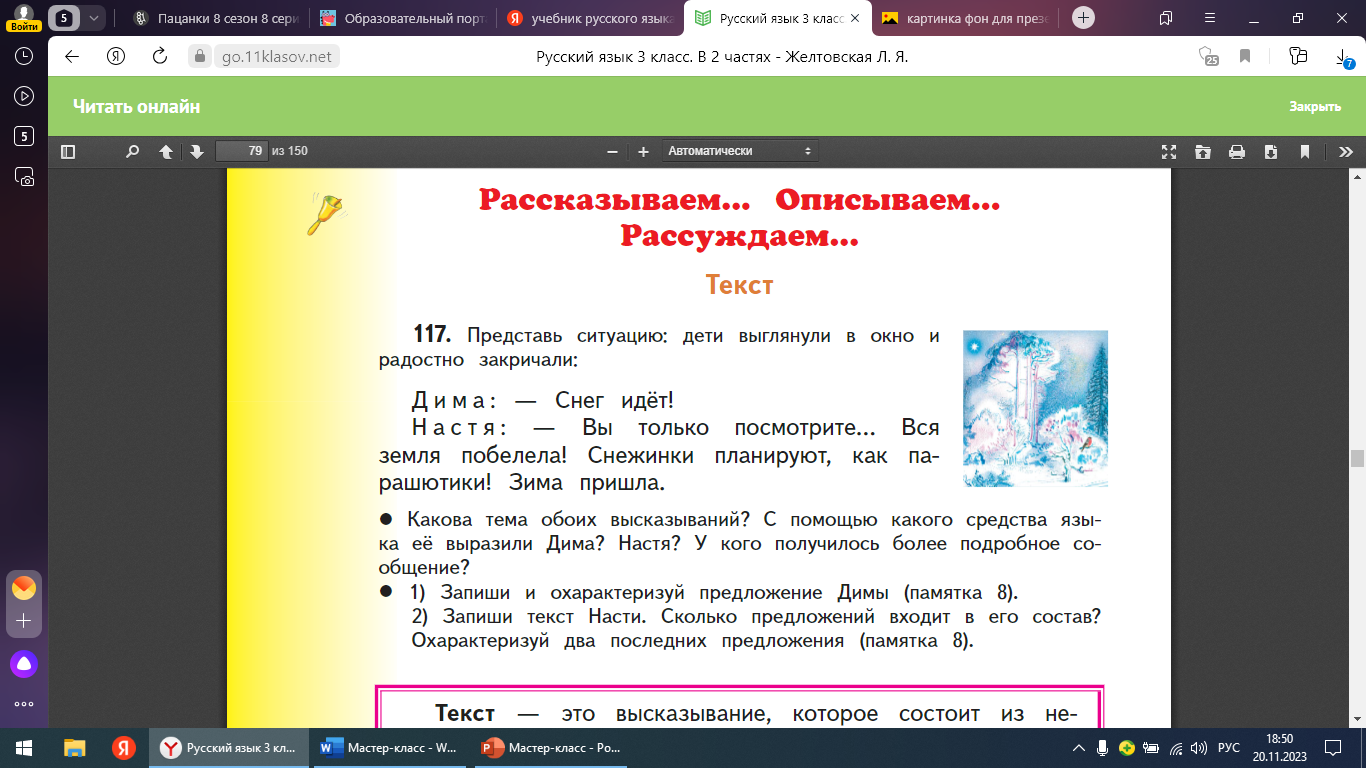 Пацанки 8 сезон 8 сери
Образовательный порт
учебник русского языка
Русский язык 3 класс
картинка фон для през
5
Войти
go.11klasov.net
Русский язык 3 класс. В 2 частях - Желтовская Л. Я.
25
7
Читать онлайн
Закрыть
5
79 из 150
Автоматически
Рассказываем... Описываем...
Рассуждаем...
Текст
117. Представь ситуацию: дети выглянули в окно и
радостно закричали:
Дима: — Снег идёт!
Настя: — Вы только посмотрите... Вся
земля побелела! Снежинки планируют, как па-
рашютики! Зима пришла.
● Какова тема обоих высказываний? С помощью какого средства язы-
ка её выразили Дима? Настя? У кого получилось более подробное со-
общение?
● 1) Запиши и охарактеризуй предложение Димы (памятка 8).
2) Запиши текст Насти. Сколько предложений входит в его состав?
Охарактеризуй два последних предложения (памятка 8).
Текст — это высказывание, которое состоит из не-
Русский язык 3 кл...
Мастер-класс - W...
Мастер-класс - Po...
РУС
18:50
20.11.2023